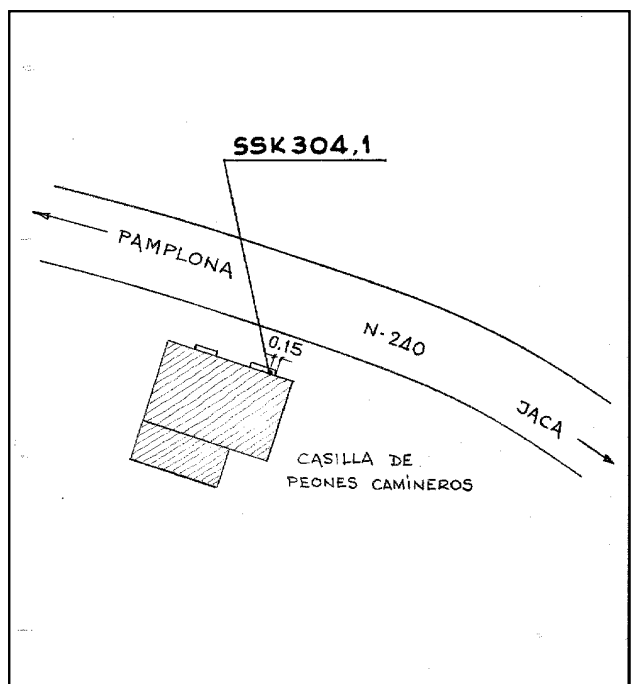 SSK 304,1
PAMPLONA
N-240
0.15
JACA
CASILLA DE
PEONES CAMINEROS